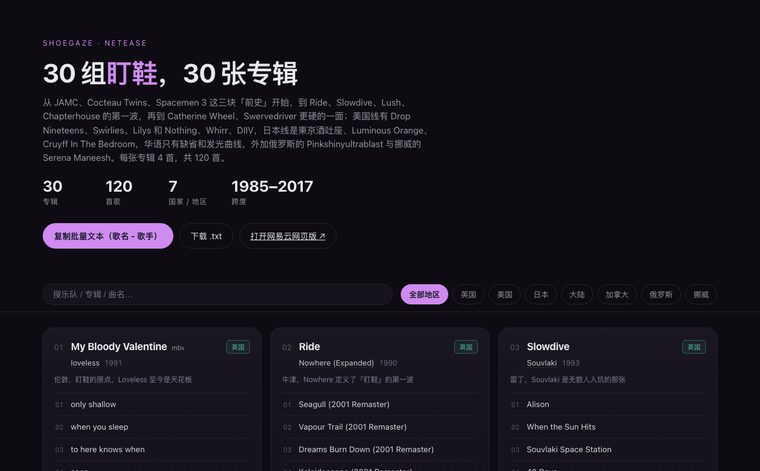 SHOEGAZE · NETEASE
30 组盯鞋，30 张专辑
从 JAMC、Cocteau Twins、Spacemen 3 这三块「前史」开始，到 Ride、Slowdive、Lush、
Chapterhouse 的第一波，再到 Catherine Wheel、Swervedriver 更硬的一面；美国线有 Drop
Nineteens、Swirlies、Lilys 和 Nothing、Whirr、DIIV，日本线是東京酒吐座、Luminous Orange、
Cruyff In The Bedroom，华语只有缺省和发光曲线，外加俄罗斯的 Pinkshinyultrablast 与挪威的
Serena Maneesh。每张专辑 4 首，共 120 首。
30 120 7 1985–2017
专辑 首歌 国家 / 地区 跨度
复制批量文本（歌名 - 歌手） 下载 .txt 打开网易云网页版 ↗
搜乐队 / 专辑 / 曲名… 全部地区 英国 美国 日本 大陆 加拿大 俄罗斯 挪威
01 My Bloody Valentine mbv 英国
loveless 1991
伦敦，盯鞋的原点，Loveless 至今是天花板
01 only shallow
02 when you sleep
03 to here knows when
02 Ride 英国
Nowhere (Expanded) 1990
牛津，Nowhere 定义了「盯鞋」的第一波
01 Seagull (2001 Remaster)
02 Vapour Trail (2001 Remaster)
03 Dreams Burn Down (2001 Remaster)
03 Slowdive 英国
Souvlaki 1993
雷丁，Souvlaki 是无数人入坑的那张
01 Alison
02 When the Sun Hits
03 Souvlaki Space Station